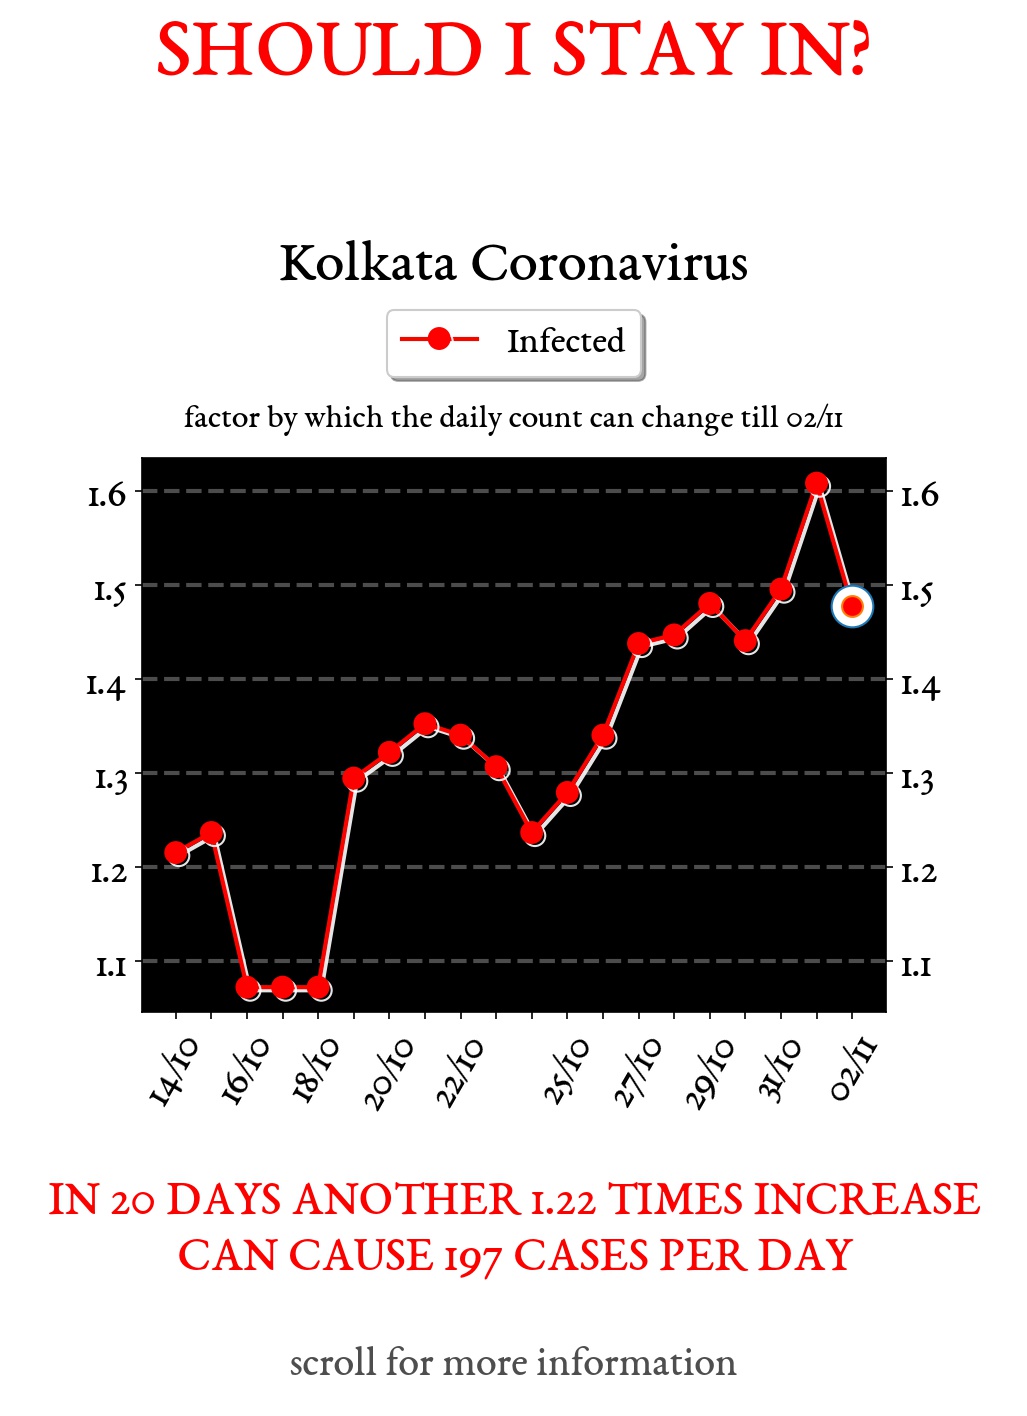 SHOULD I STAY IN?
Kolkata Coronavirus
Infected
factor by which the daily count can change till 02/11
1.6 1.6
1.5 1.5
1.4 1.4
1.3 1.3
1.2 1.2
1.1 1.1
14/10 16/10 18/10 20/10 22/10 25/10 27/10 29/10 31/10 02/11
IN 20 DAYS ANOTHER 1.22 TIMES INCREASE
CAN CAUSE 197 CASES PER DAY
scroll for more information